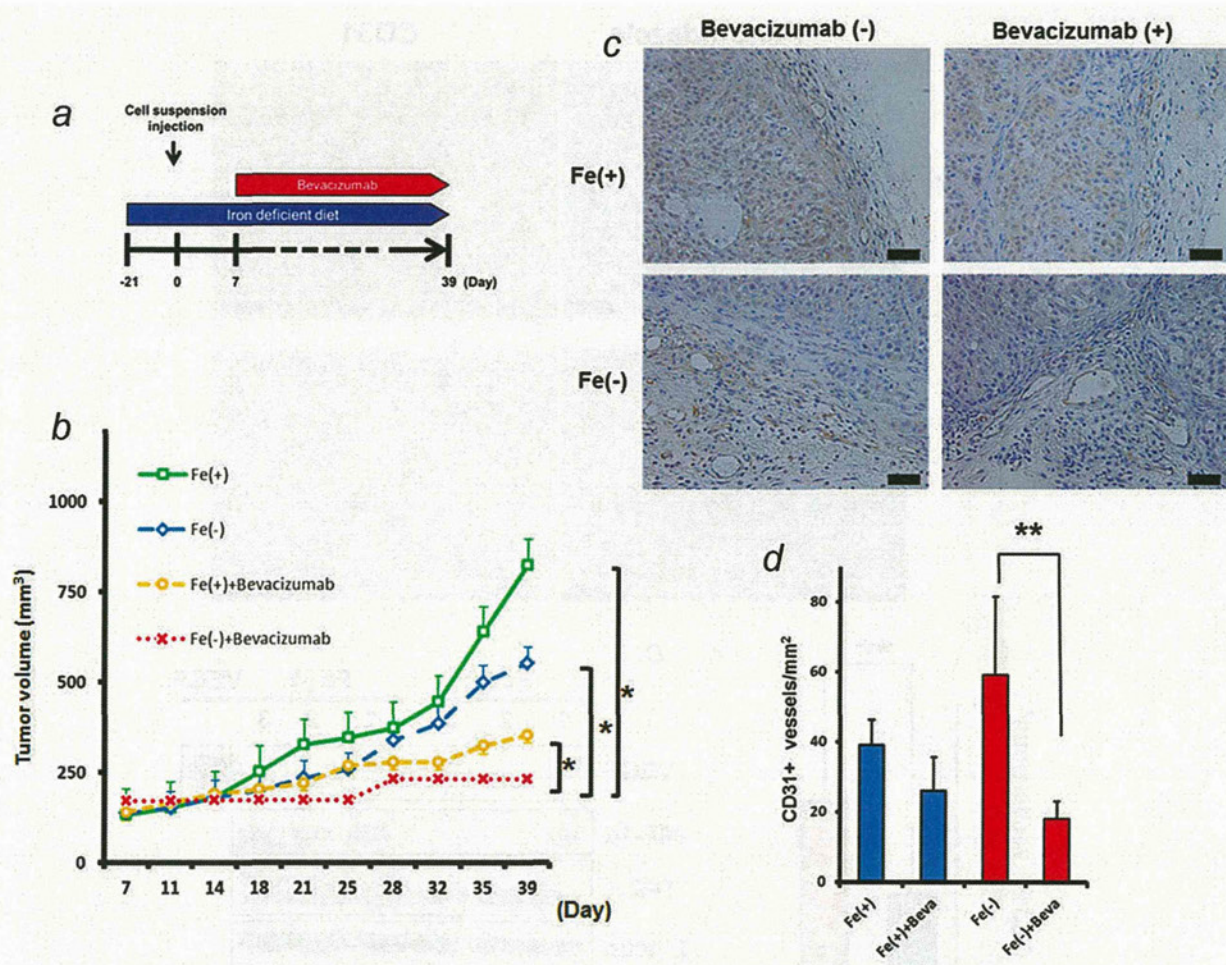 a
Cell suspension
injection
Bevacizumab
Iron deficient diet
-21 0 7 39 (Day)
b
Tumor volume (mm³)
1000
750
500
250
0
Fe(+)
Fe(-)
Fe(+)+Bevacizumab
Fe(-)+Bevacizumab
*
*
*
7 11 14 18 21 25 28 32 35 39
(Day)
c
Bevacizumab (-) Bevacizumab (+)
Fe(+)
Fe(-)
d
**
CD31+ vessels/mm²
80
60
40
20
0
Fe(+) Fe(+)+Beva Fe(-) Fe(-)+Beva